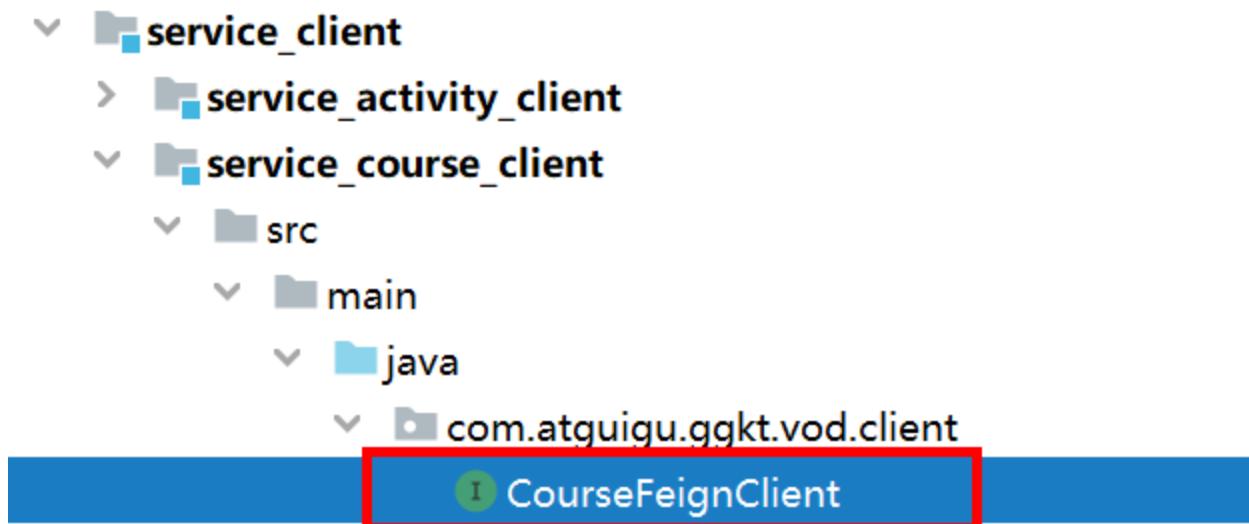 service_client
service_activity_client
service_course_client
src
main
java
com.atguigu.ggkt.vod.client
I CourseFeignClient